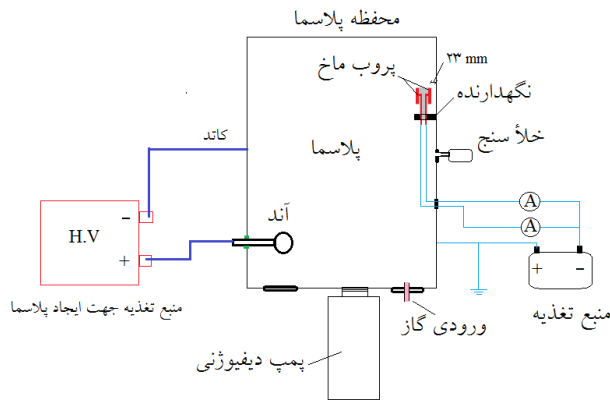 محفظه پلاسما
۲۳ mm
پروب ماخ
نگهدارنده
خلأ سنج
کاتد
پلاسما
A
آند
A
H.V
−
+
+
−
منبع تغذیه جهت ایجاد پلاسما
ورودی گاز
منبع تغذیه
پمپ دیفیوژنی